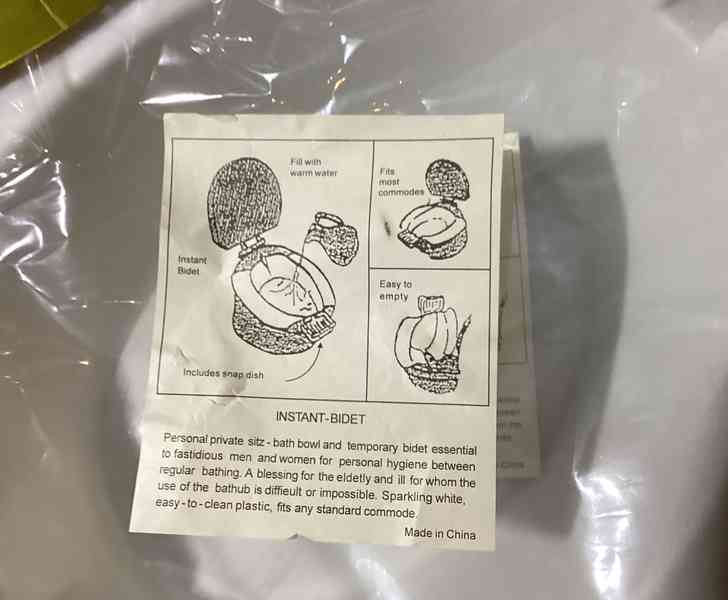 Fill with
warm water
Instant
Bidet
Includes snap dish
Fits
most
commodes
Easy to
empty
INSTANT-BIDET
Personal private sitz-bath bowl and temporary bidet essential
to fastidious men and women for personal hygiene between
regular bathing. A blessing for the eldetly and ill for whom the
use of the bathub is diffieult or impossible. Sparkling white,
easy-to-clean plastic, fits any standard commode.
Made in China